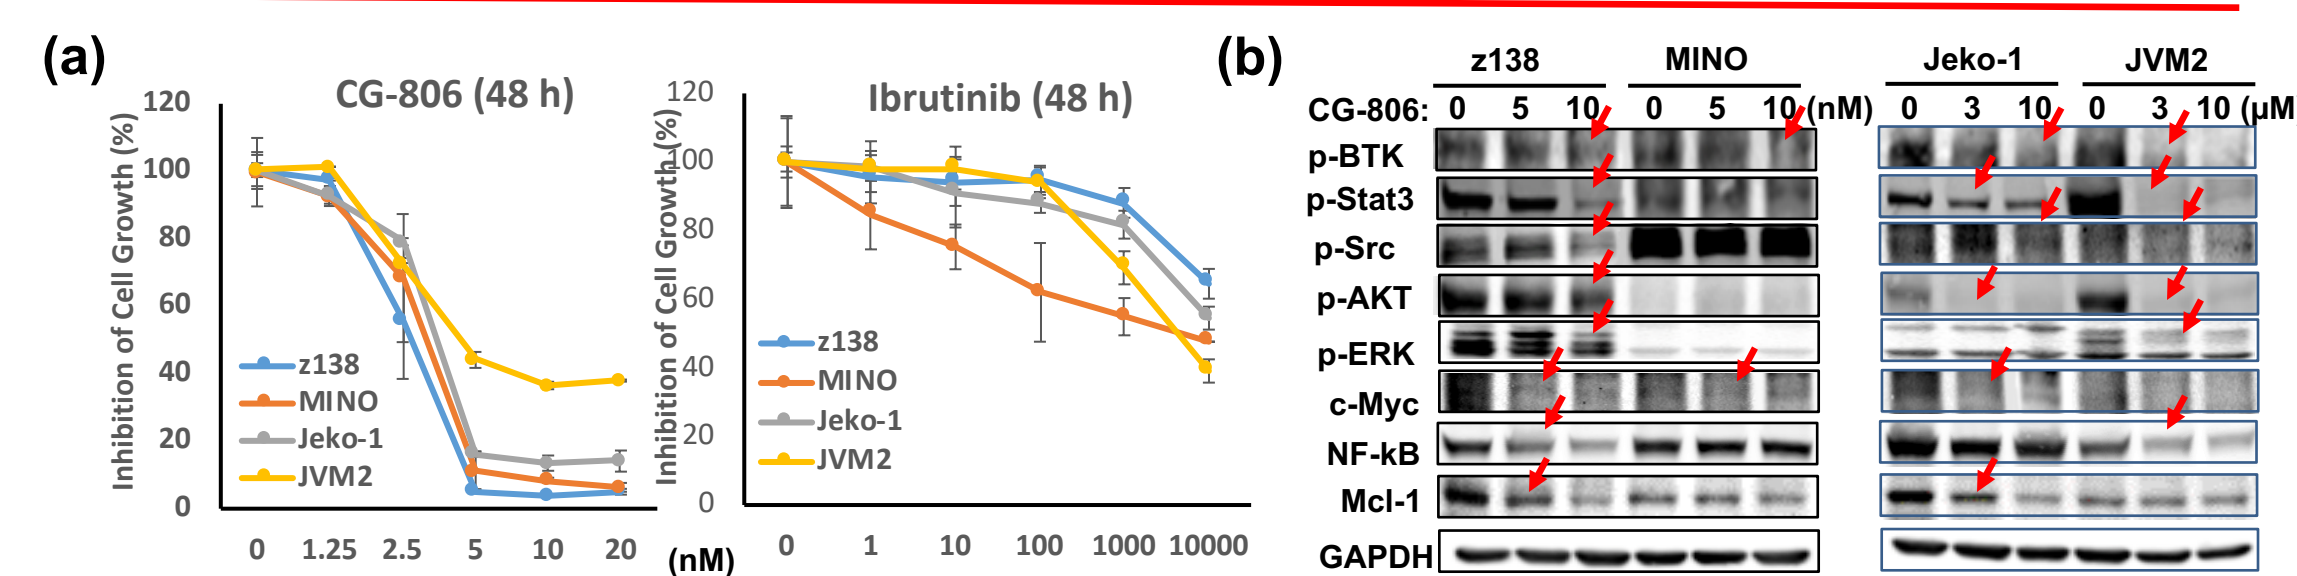 (a)
CG-806 (48 h)
Inhibition of Cell Growth (%)
120
100
80
60
40
20
0
z138
MINO
Jeko-1
JVM2
0 1.25 2.5 5 10 20
(nM)
Ibrutinib (48 h)
Inhibition of Cell Growth (%)
120
100
80
60
40
20
0
z138
MINO
Jeko-1
JVM2
0 1 10 100 1000 10000
(b)
z138 MINO Jeko-1 JVM2
CG-806: 0 5 10 0 5 10 (nM) 0 3 10 0 3 10 (μM
p-BTK
p-Stat3
p-Src
p-AKT
p-ERK
c-Myc
NF-kB
Mcl-1
GAPDH